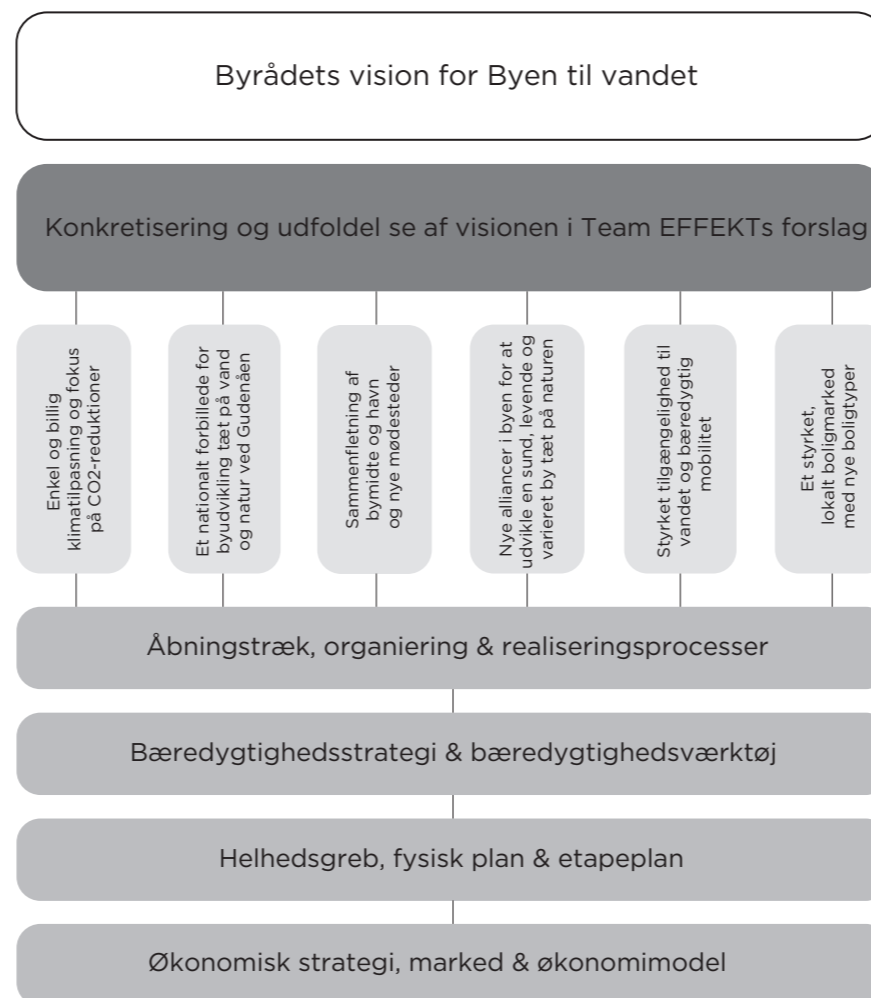 Byrådets vision for Byen til vandet
Konkretisering og udfoldel se af visionen i Team EFFEKTs forslag
Enkel og billig
klimatilpasning og fokus
på CO2-reduktioner
Et nationalt forbillede for
byudvikling tæt på vand
og natur ved Gudenåen
Sammenfletning af
bymidte og havn
og nye mødesteder
Nye alliancer i byen for at
udvikle en sund, levende og
varieret by tæt på naturen
Styrket tilgængelighed til
vandet og bæredygtig
mobilitet
Et styrket,
lokalt boligmarked
med nye boligtyper
Åbningstræk, organiering & realiseringsprocesser
Bæredygtighedsstrategi & bæredygtighedsværktøj
Helhedsgreb, fysisk plan & etapeplan
Økonomisk strategi, marked & økonomimodel